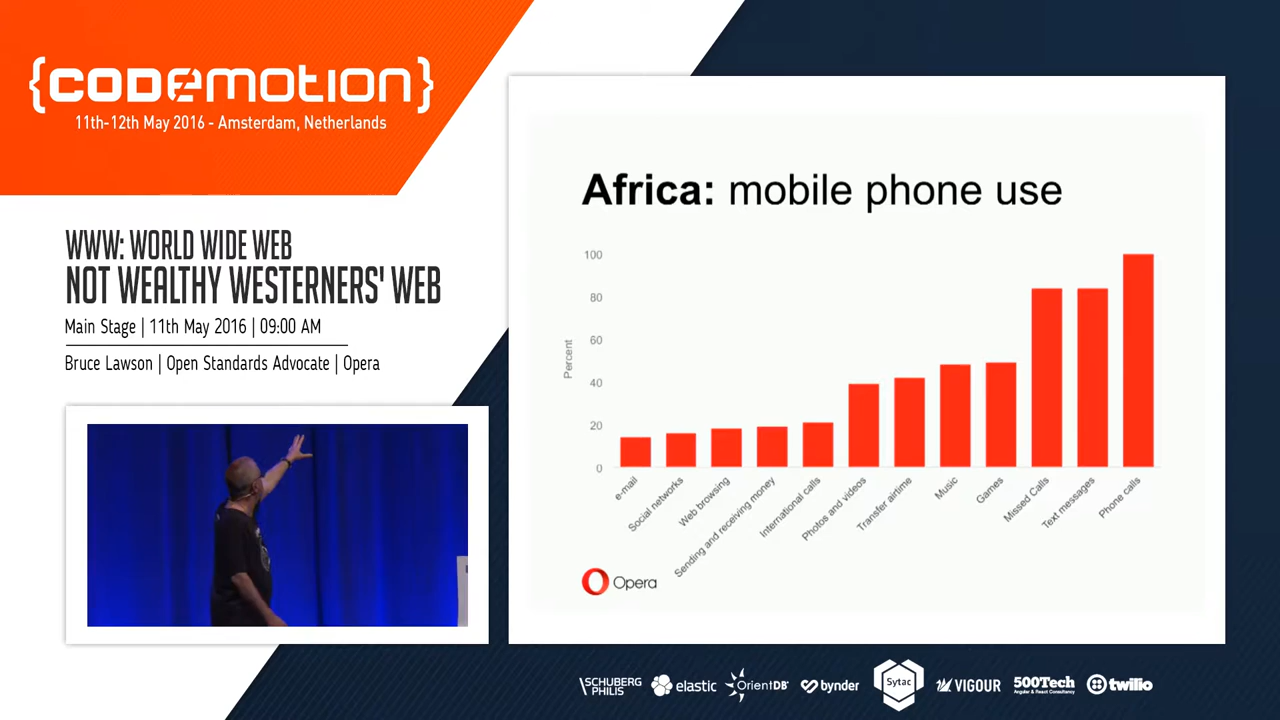 {CODEMOTION}
11th-12th May 2016 - Amsterdam, Netherlands
WWW: WORLD WIDE WEB
NOT WEALTHY WESTERNERS' WEB
Main Stage | 11th May 2016 | 09:00 AM
Bruce Lawson | Open Standards Advocate | Opera
Africa: mobile phone use
100
80
60
40
20
0
Percent
e-mail
Social networks
Web browsing
Sending and receiving money
International calls
Photos and videos
Transfer airtime
Music
Games
Missed Calls
Text messages
Phone calls
Opera
SCHUBERG
PHILIS
elastic
OrientDB
bynder
Sytac
VIGOUR
500Tech
Angular & React Consultancy
twilio